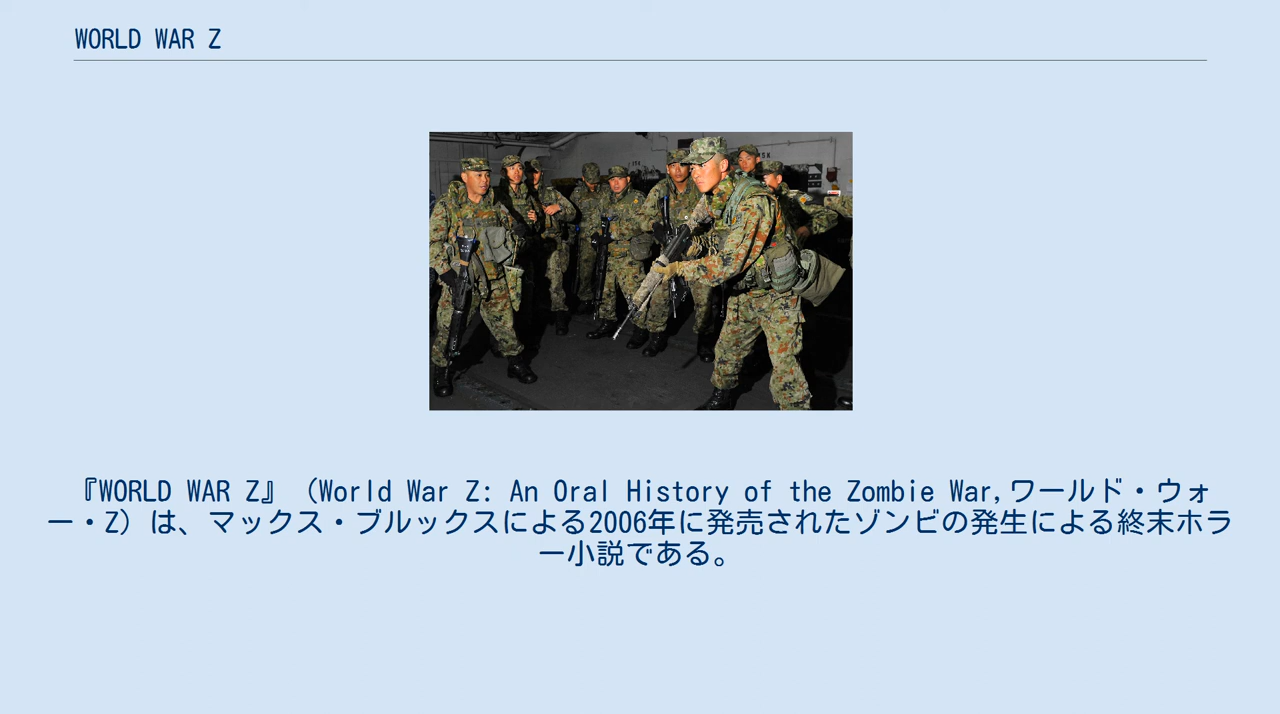 WORLD WAR Z
『WORLD WAR Z』（World War Z: An Oral History of the Zombie War,ワールド・ウォ
ー・Z）は、マックス・ブルックスによる2006年に発売されたゾンビの発生による終末ホラ
ー小説である。